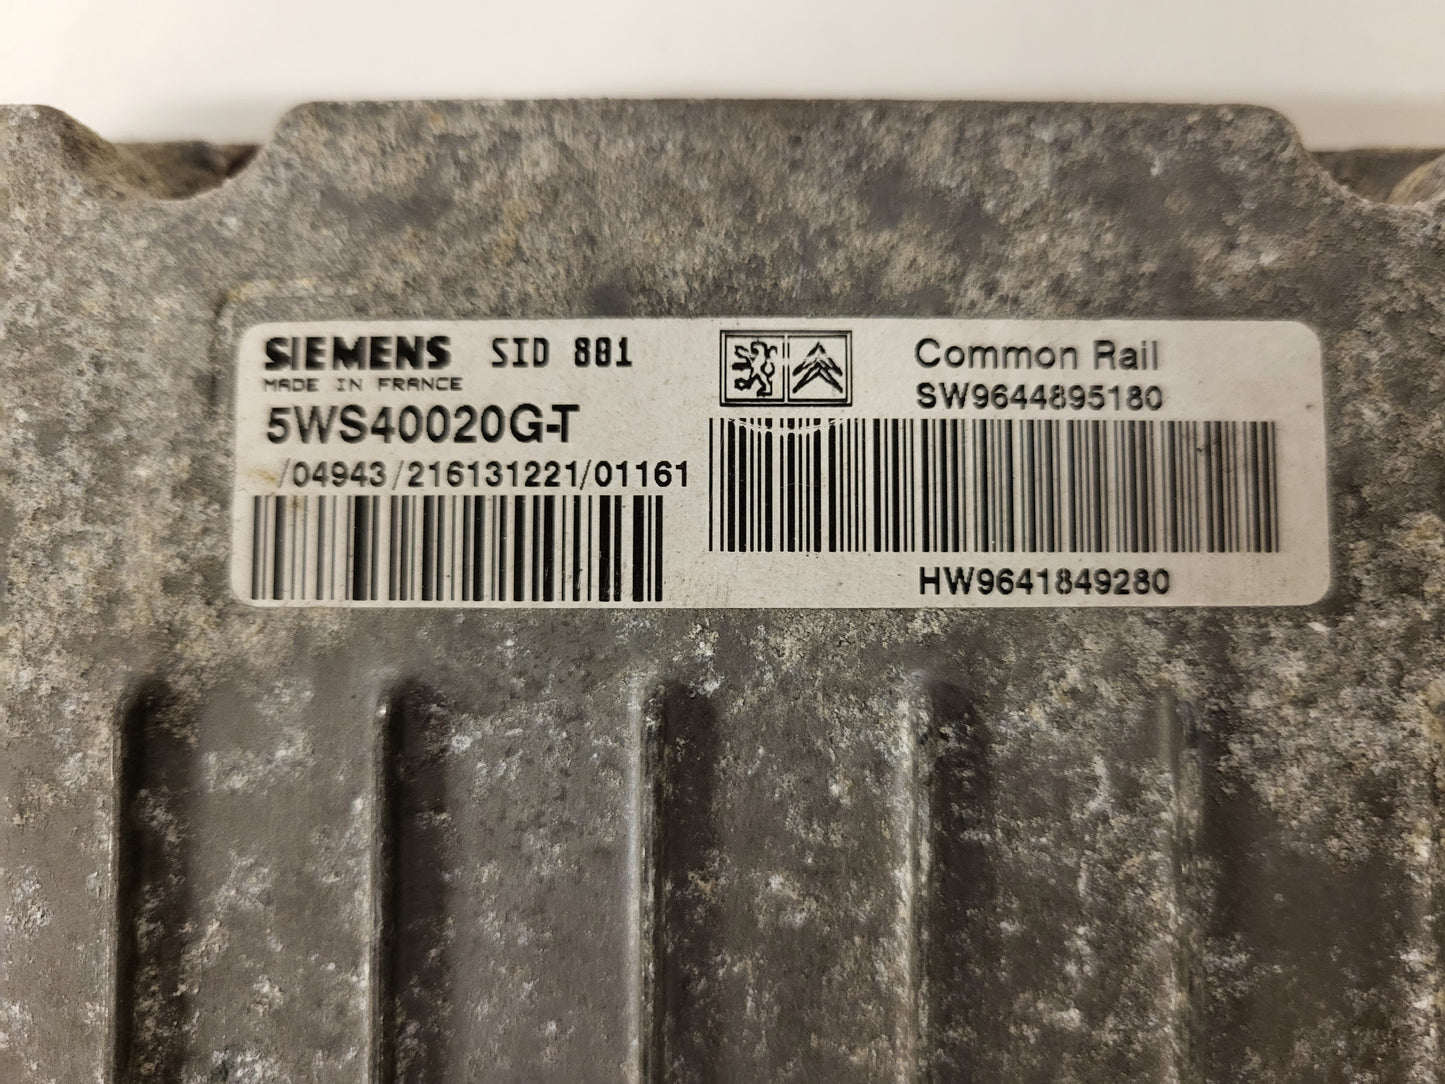 SIEMENS SID 801
MADE IN FRANCE
5WS40020G-T
/04943/216131221/01161
Common Rail
SW9644895180
HW9641849280